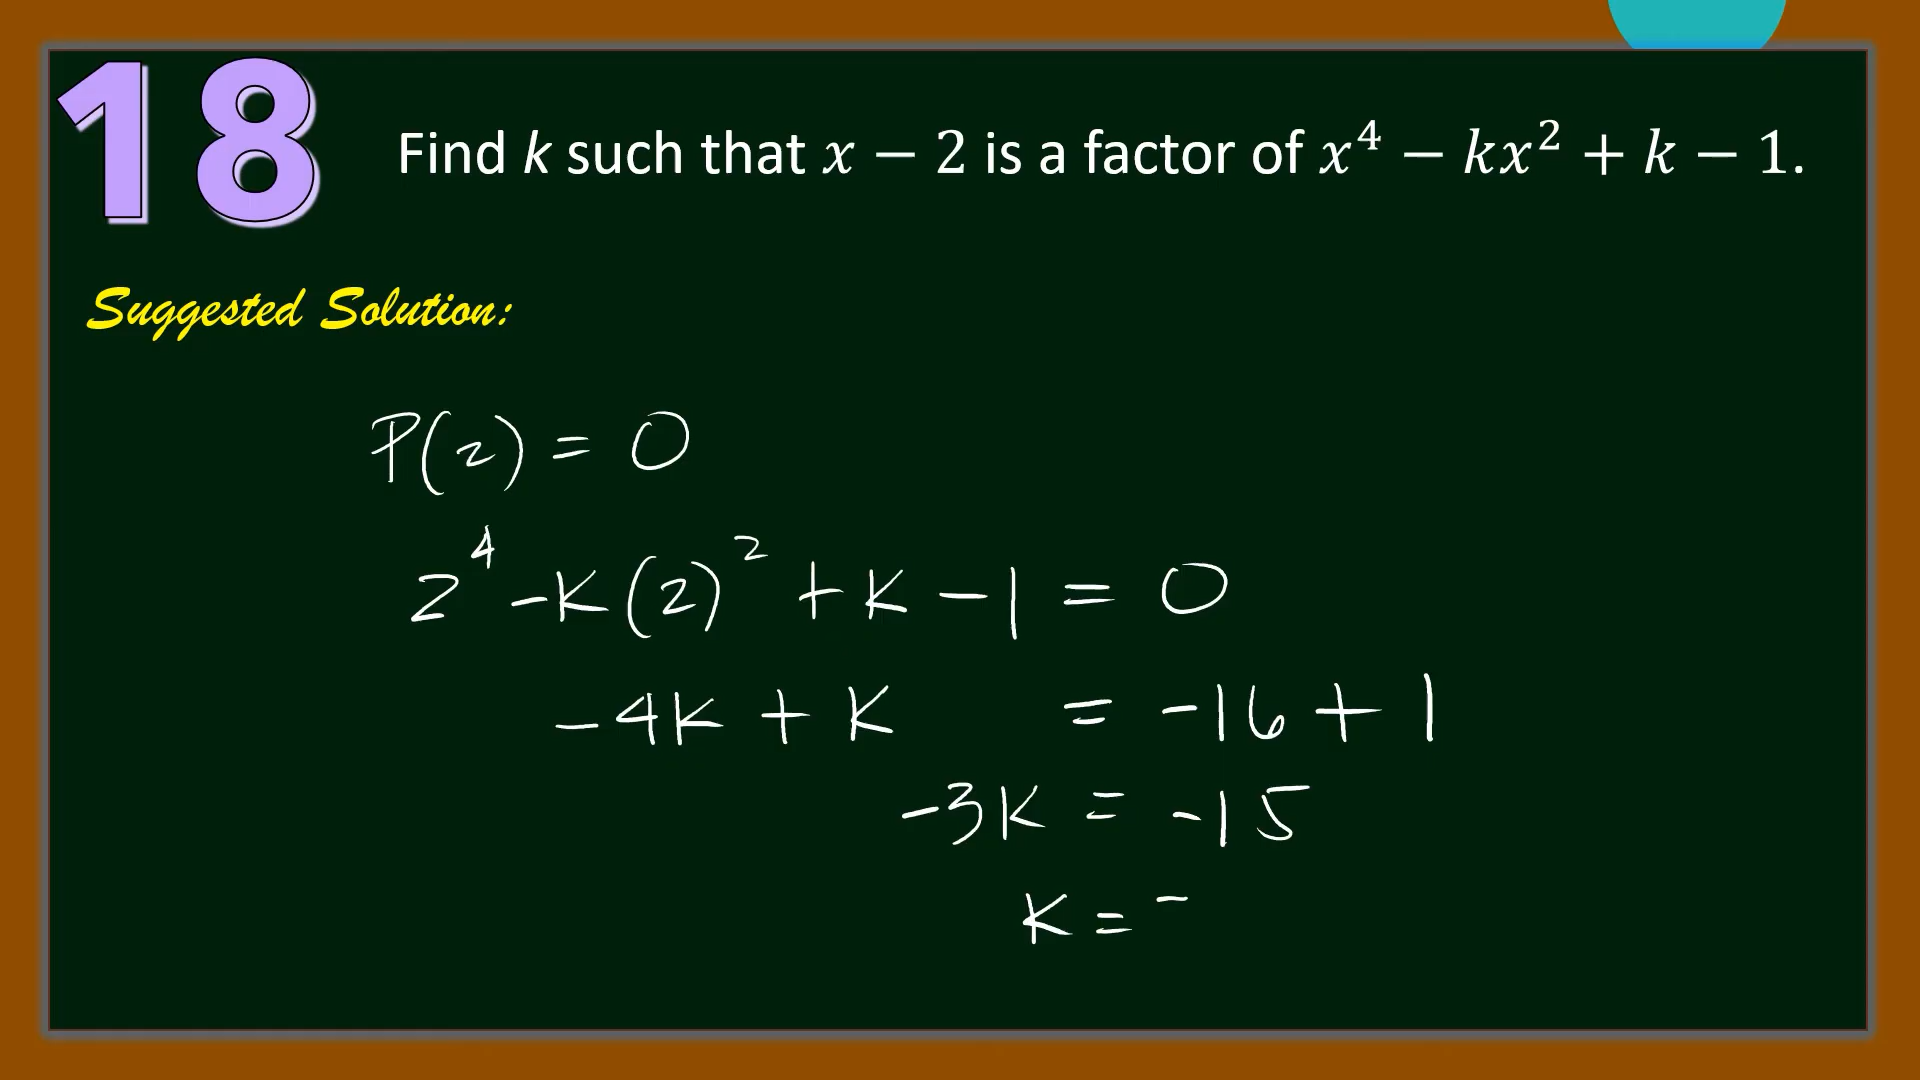 18
Find k such that x − 2 is a factor of x⁴ − kx² + k − 1.
Suggested Solution:
P(2) = 0
2⁴ -K(2)² + K - 1 = 0
-4K + K = -16 + 1
-3K = -15
K =